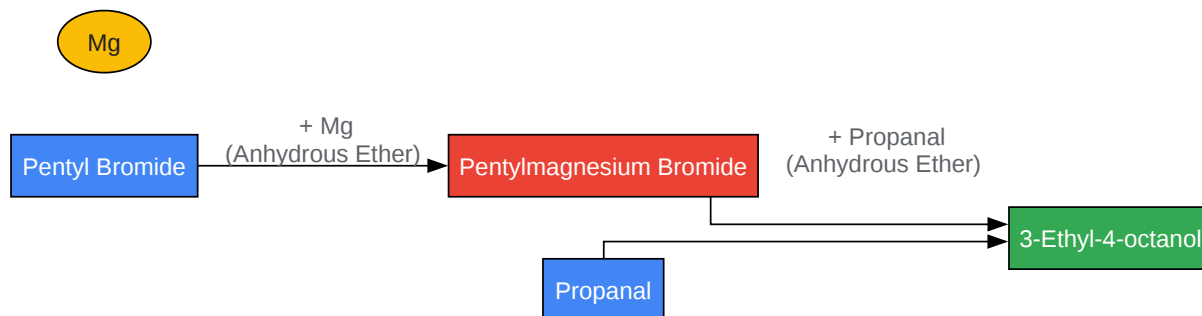 Mg
+ Mg
(Anhydrous Ether)
+ Propanal
(Anhydrous Ether)
Pentyl Bromide
Pentylmagnesium Bromide
3-Ethyl-4-octanol
Propanal